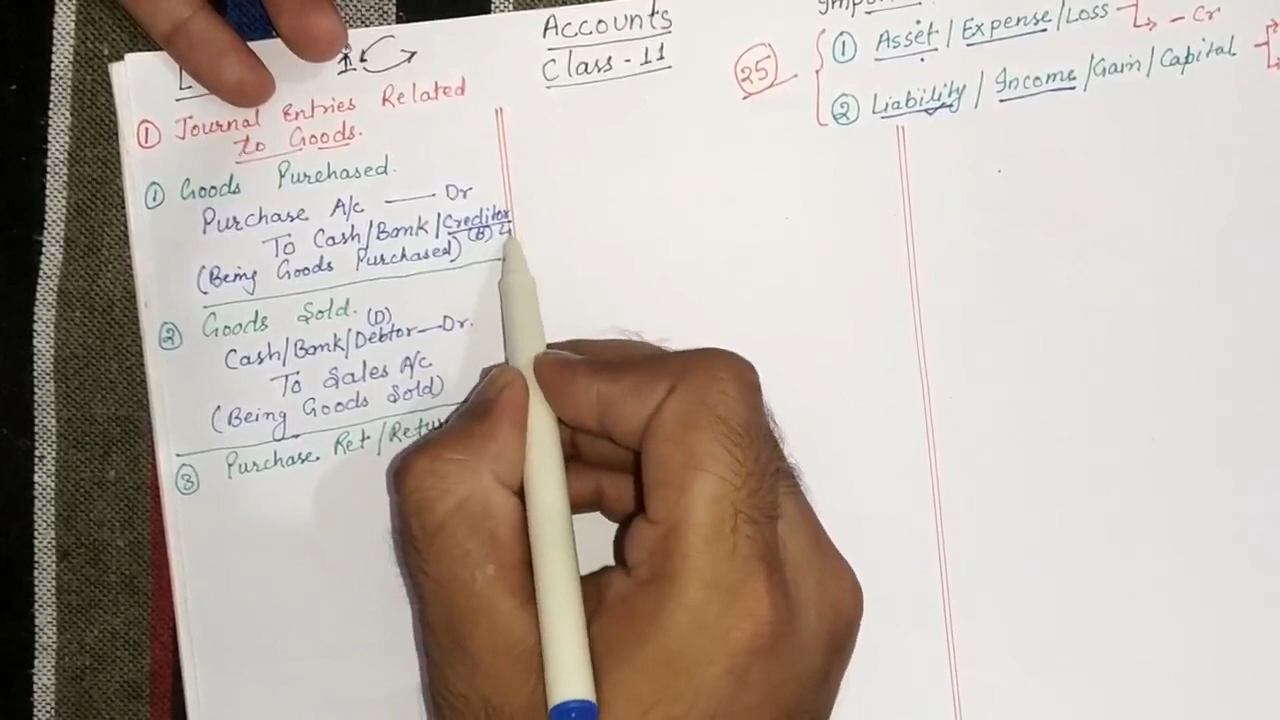 Accounts
Class - 11
① Journal Entries Related
to Goods.
① Goods Purchased.
Purchase A/c —— Dr
To Cash/Bank/Creditor
(B)
(Being Goods Purchased)
② Goods Sold.
(D)
Cash/Bank/Debtor—Dr.
To Sales A/c
(Being Goods Sold)
③ Purchase Ret/
25
① Asset / Expense / Loss - Cr
② Liability / Income / Gain / Capital